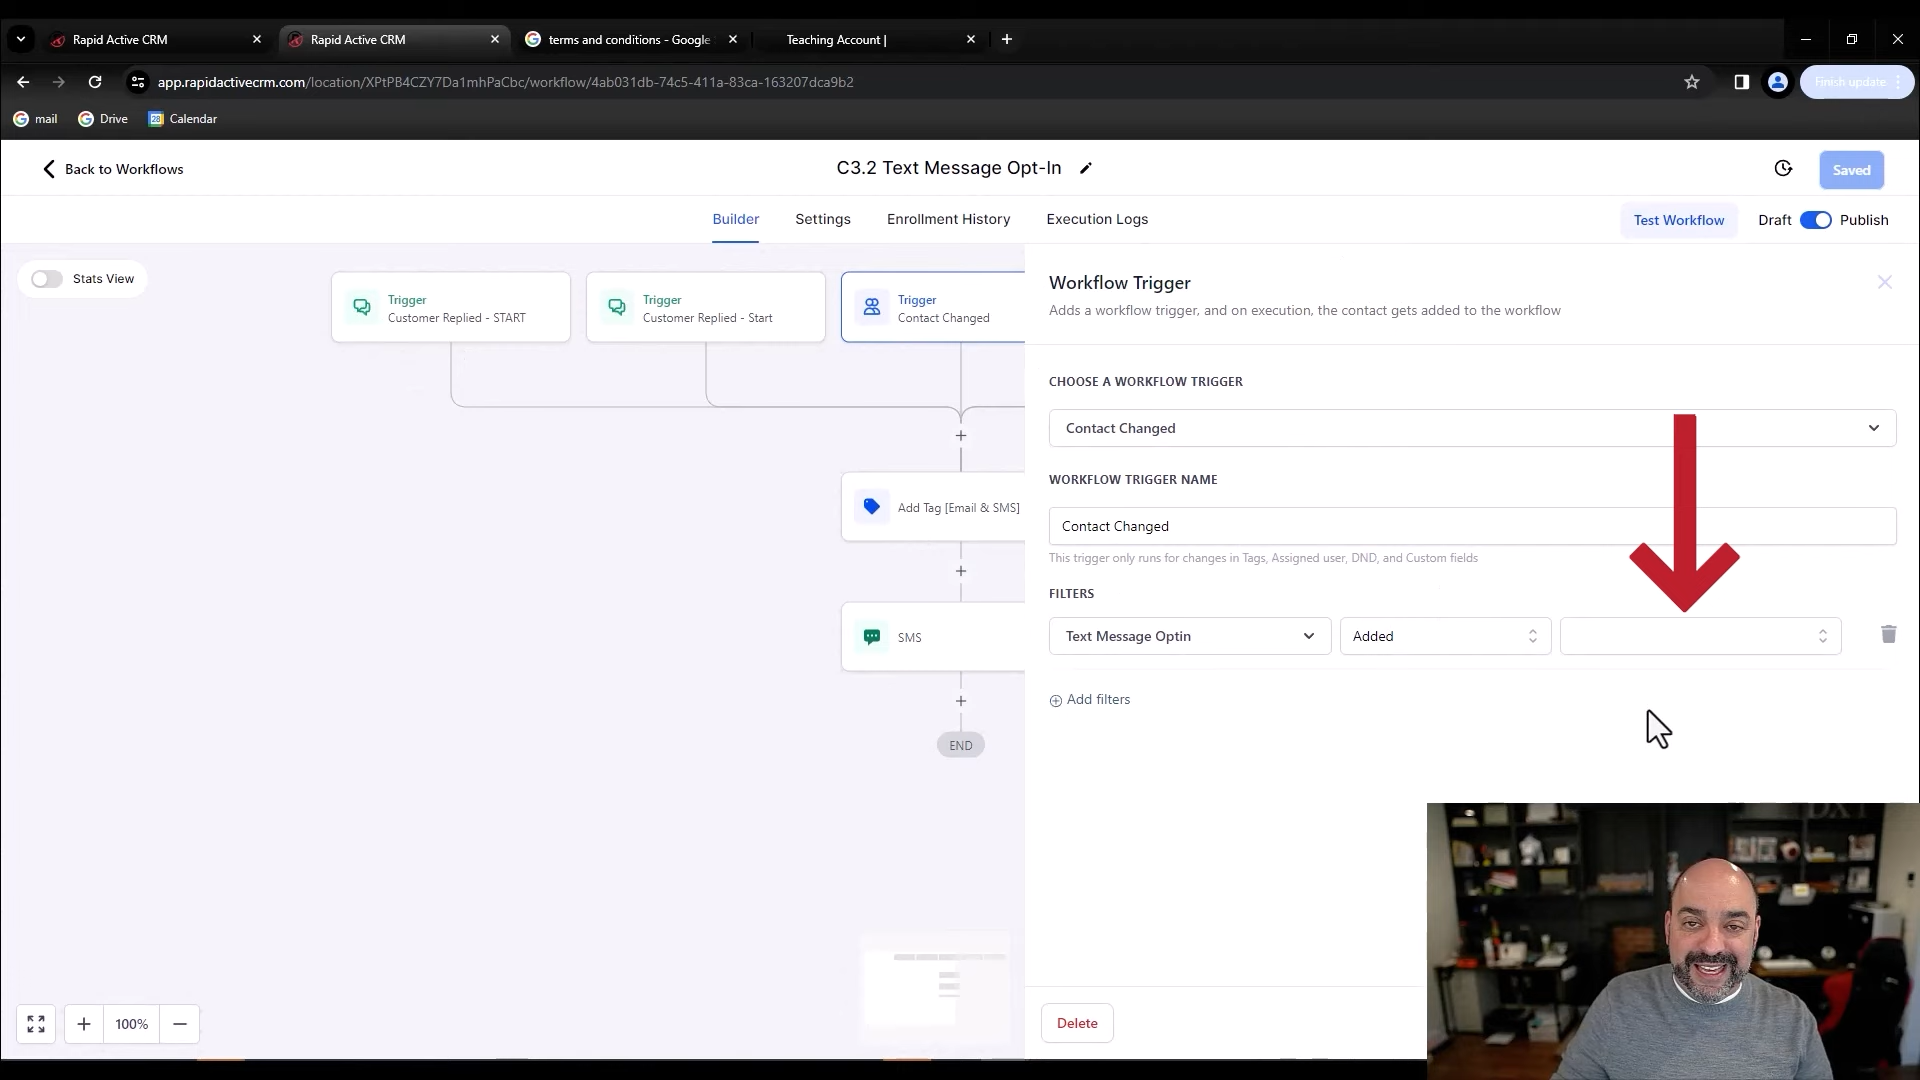 Rapid Active CRM
Rapid Active CRM
terms and conditions - Google
Teaching Account |
app.rapidactivecrm.com/location/XPtPB4CZY7Da1mhPaCbc/workflow/4ab031db-74c5-411a-83ca-163207dca9b2
Finish update
mail
Drive
28
Calendar
Back to Workflows
C3.2 Text Message Opt-In
Saved
Builder
Settings
Enrollment History
Execution Logs
Test Workflow
Draft
Publish
Stats View
Trigger
Customer Replied - START
Trigger
Customer Replied - Start
Trigger
Contact Changed
Add Tag [Email & SMS]
SMS
END
100%
Workflow Trigger
Adds a workflow trigger, and on execution, the contact gets added to the workflow
CHOOSE A WORKFLOW TRIGGER
Contact Changed
WORKFLOW TRIGGER NAME
Contact Changed
This trigger only runs for changes in Tags, Assigned user, DND, and Custom fields
FILTERS
Text Message Optin
Added
Add filters
Delete